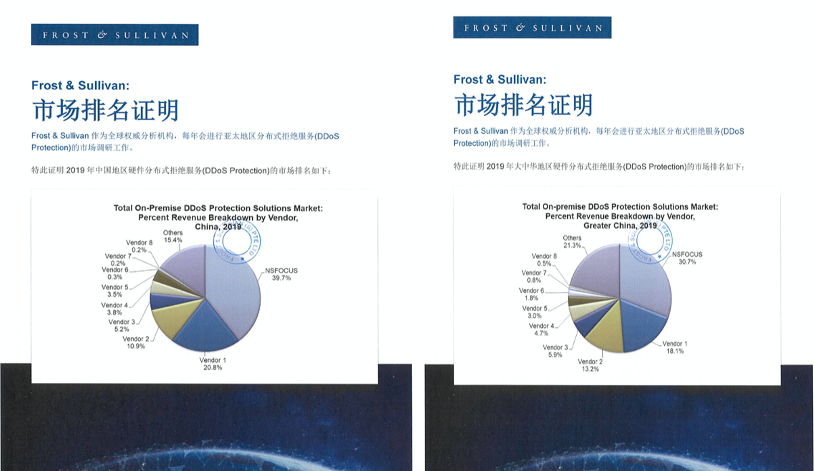 FROST & SULLIVAN
Frost & Sullivan:
市场排名证明
Frost & Sullivan 作为全球权威分析机构，每年会进行亚太地区分布式拒绝服务(DDoS
Protection)的市场调研工作。
特此证明 2019 年中国地区硬件分布式拒绝服务(DDoS Protection)的市场排名如下：
Total On-Premise DDoS Protection Solutions Market:
Percent Revenue Breakdown by Vendor,
China, 2019
Others
15.4%
Vendor 8
0.2%
Vendor 7
0.2%
Vendor 6
0.3%
Vendor 5
3.5%
Vendor 4
3.8%
Vendor 3
5.2%
Vendor 2
10.9%
Vendor 1
20.8%
NSFOCUS
39.7%
FROST & SULLIVAN
Frost & Sullivan:
市场排名证明
Frost & Sullivan 作为全球权威分析机构，每年会进行亚太地区分布式拒绝服务(DDoS
Protection)的市场调研工作。
特此证明 2019 年大中华地区硬件分布式拒绝服务(DDoS Protection)的市场排名如下：
Total On-premise DDoS Protection Solutions Market:
Percent Revenue Breakdown by Vendor,
Greater China, 2019
Others
21.3%
Vendor 8
0.5%
Vendor 7
0.8%
Vendor 6
1.8%
Vendor 5
3.0%
Vendor 4
4.7%
Vendor 3
5.9%
Vendor 2
13.2%
Vendor 1
18.1%
NSFOCUS
30.7%